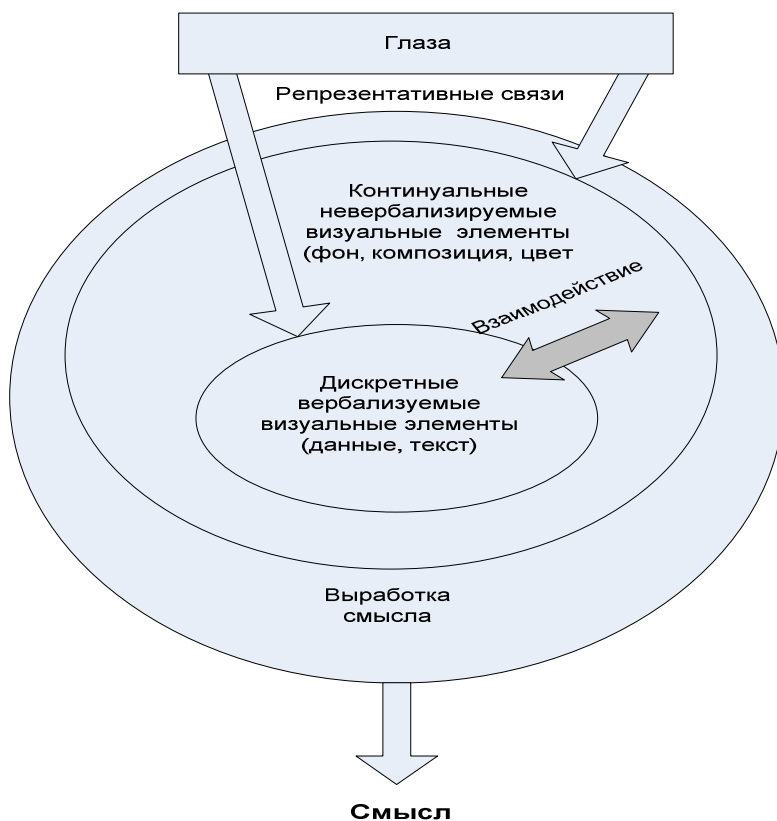 Глаза
Репрезентативные связи
Континуальные
невербализируемые
визуальные элементы
(фон, композиция, цвет
Взаимодействие
Дискретные
вербализуемые
визуальные элементы
(данные, текст)
Выработка
смысла
Смысл